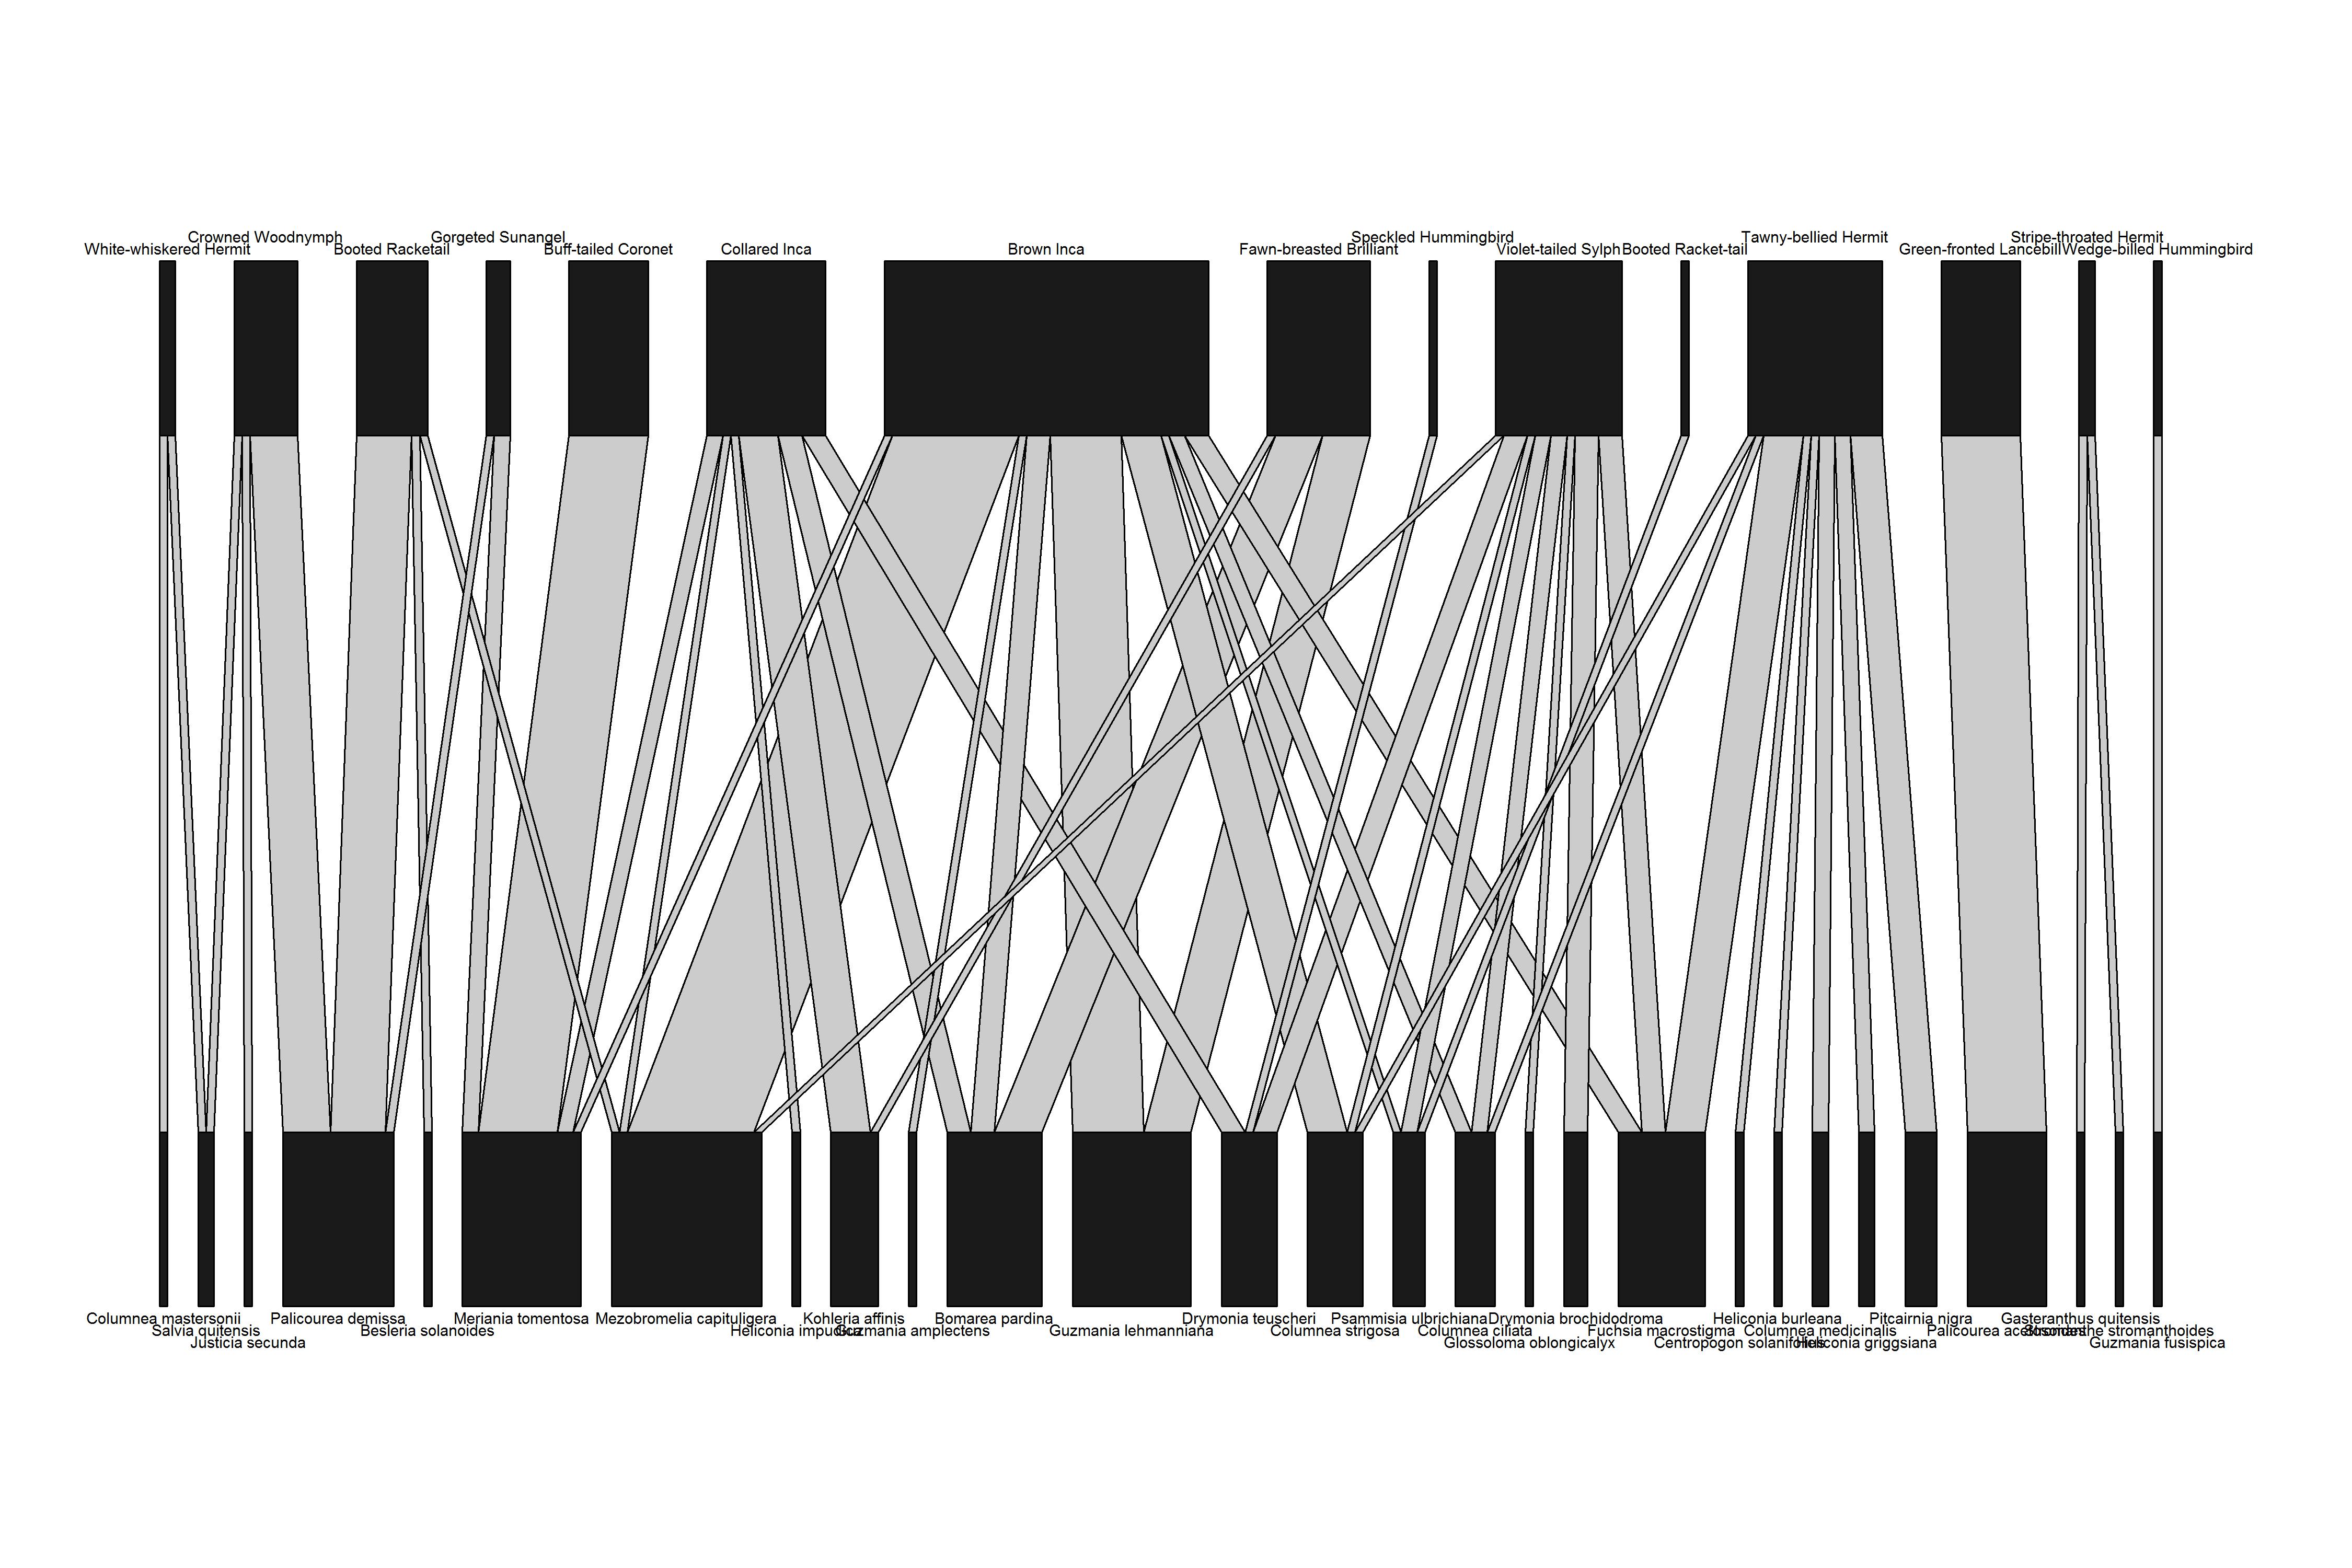 Crowned Woodnymph Gorgeted Sunangel Speckled Hummingbird Tawny-bellied Hermit Stripe-throated Hermit
White-whiskered Hermit Booted Racketail Buff-tailed Coronet Collared Inca Brown Inca Fawn-breasted Brilliant Violet-tailed Sylph Booted Racket-tail Green-fronted Lancebill Wedge-billed Hummingbird
Columnea mastersonii Palicourea demissa Meriania tomentosa Mezobromelia capituligera Kohleria affinis Bomarea pardina Drymonia teuscheri Psammisia ulbrichiana Drymonia brochidodroma Heliconia burleana Pitcairnia nigra Gasteranthus quitensis
Salvia quitensis Besleria solanoides Heliconia impudica Guzmania amplectens Guzmania lehmanniana Columnea strigosa Columnea ciliata Fuchsia macrostigma Columnea medicinalis Palicourea acetosoides Stromanthe stromanthoides
Justicia secunda Glossoloma oblongicalyx Centropogon solanifolius Heliconia griggsiana Guzmania fusispica